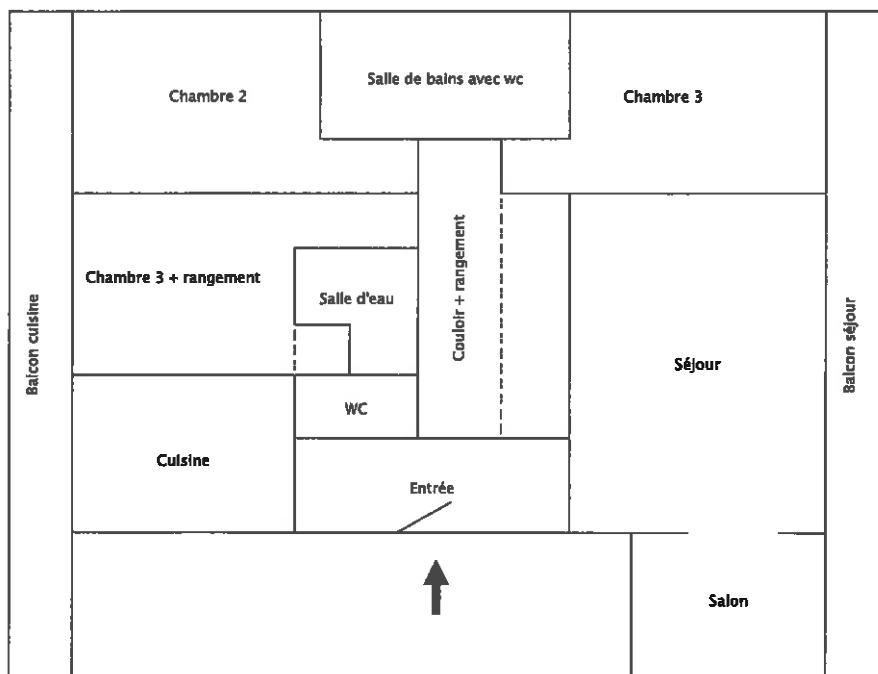 Salle de bains avec wc
Chambre 2
Chambre 3
Chambre 3 + rangement
Salle d'eau
Couloir + rangement
Balcon cuisine
Balcon séjour
Séjour
WC
Cuisine
Entrée
Salon